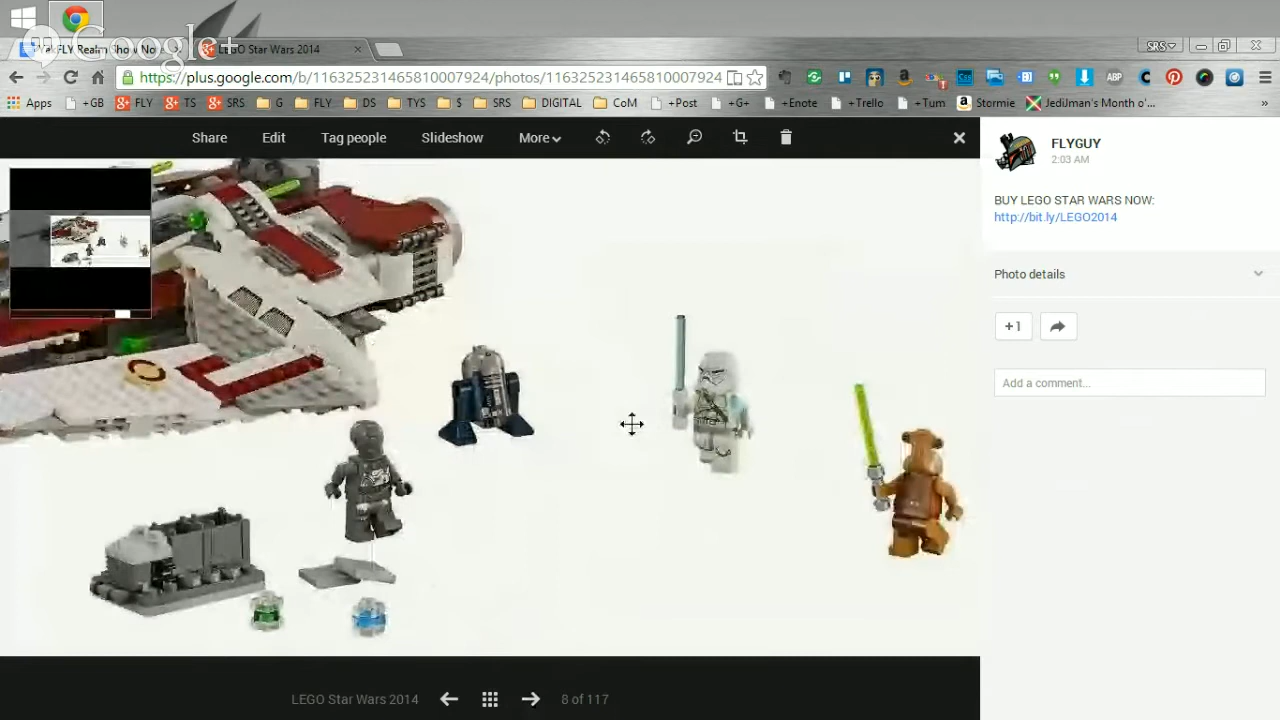 Google+
LEGO Star Wars 2014
SRS
https://plus.google.com/b/116325231465810007924/photos/116325231465810007924
ABP
Apps
+GB
FLY
TS
SRS
G
FLY
DS
TYS
$
SRS
DIGITAL
CoM
+Post
+G+
+Enote
+Trello
+Tum
Stormie
JediJman's Month o'...
»
Share
Edit
Tag people
Slideshow
More
FLYGUY
2:03 AM
BUY LEGO STAR WARS NOW:
http://bit.ly/LEGO2014
Photo details
+1
Add a comment...
LEGO Star Wars 2014
8 of 117